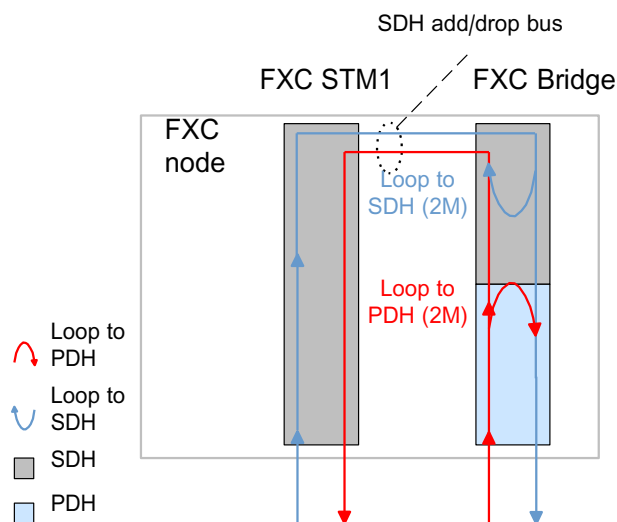 SDH add/drop bus
FXC STM1
FXC Bridge
FXC
node
Loop to
SDH (2M)
Loop to
PDH (2M)
Loop to
PDH
Loop to
SDH
SDH
PDH